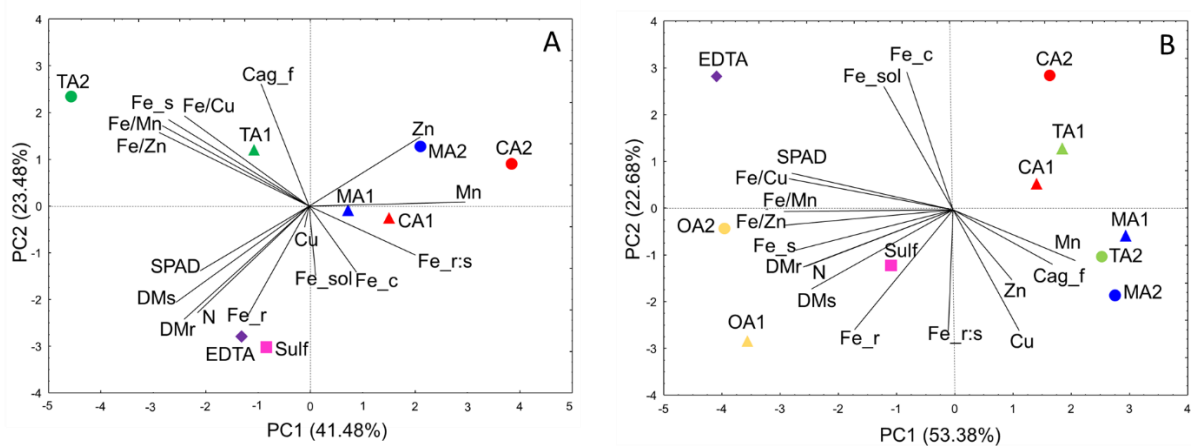 A
4
3
2
1
0
-1
-2
-3
-4
PC2 (23.48%)
TA2
Cag_f
Fe_s
Fe/Cu
Fe/Mn
TA1
Fe/Zn
Zn
MA2
CA2
MA1
Mn
CA1
Cu
Fe_r:s
SPAD
Fe_sol
Fe_c
DMs
N
Fe_r
DMr
EDTA
Sulf
-5 -4 -3 -2 -1 0 1 2 3 4 5
PC1 (41.48%)
B
4
3
2
1
0
-1
-2
-3
-4
PC2 (22.68%)
EDTA
Fe_c
Fe_sol
CA2
TA1
SPAD
CA1
Fe/Cu
Fe/Mn
OA2
Fe/Zn
MA1
Fe_s
Sulf
Mn
DMr
N
TA2
Cag_f
DMs
Zn
MA2
OA1
Fe_r
Fe_r:s
Cu
-5 -4 -3 -2 -1 0 1 2 3 4
PC1 (53.38%)